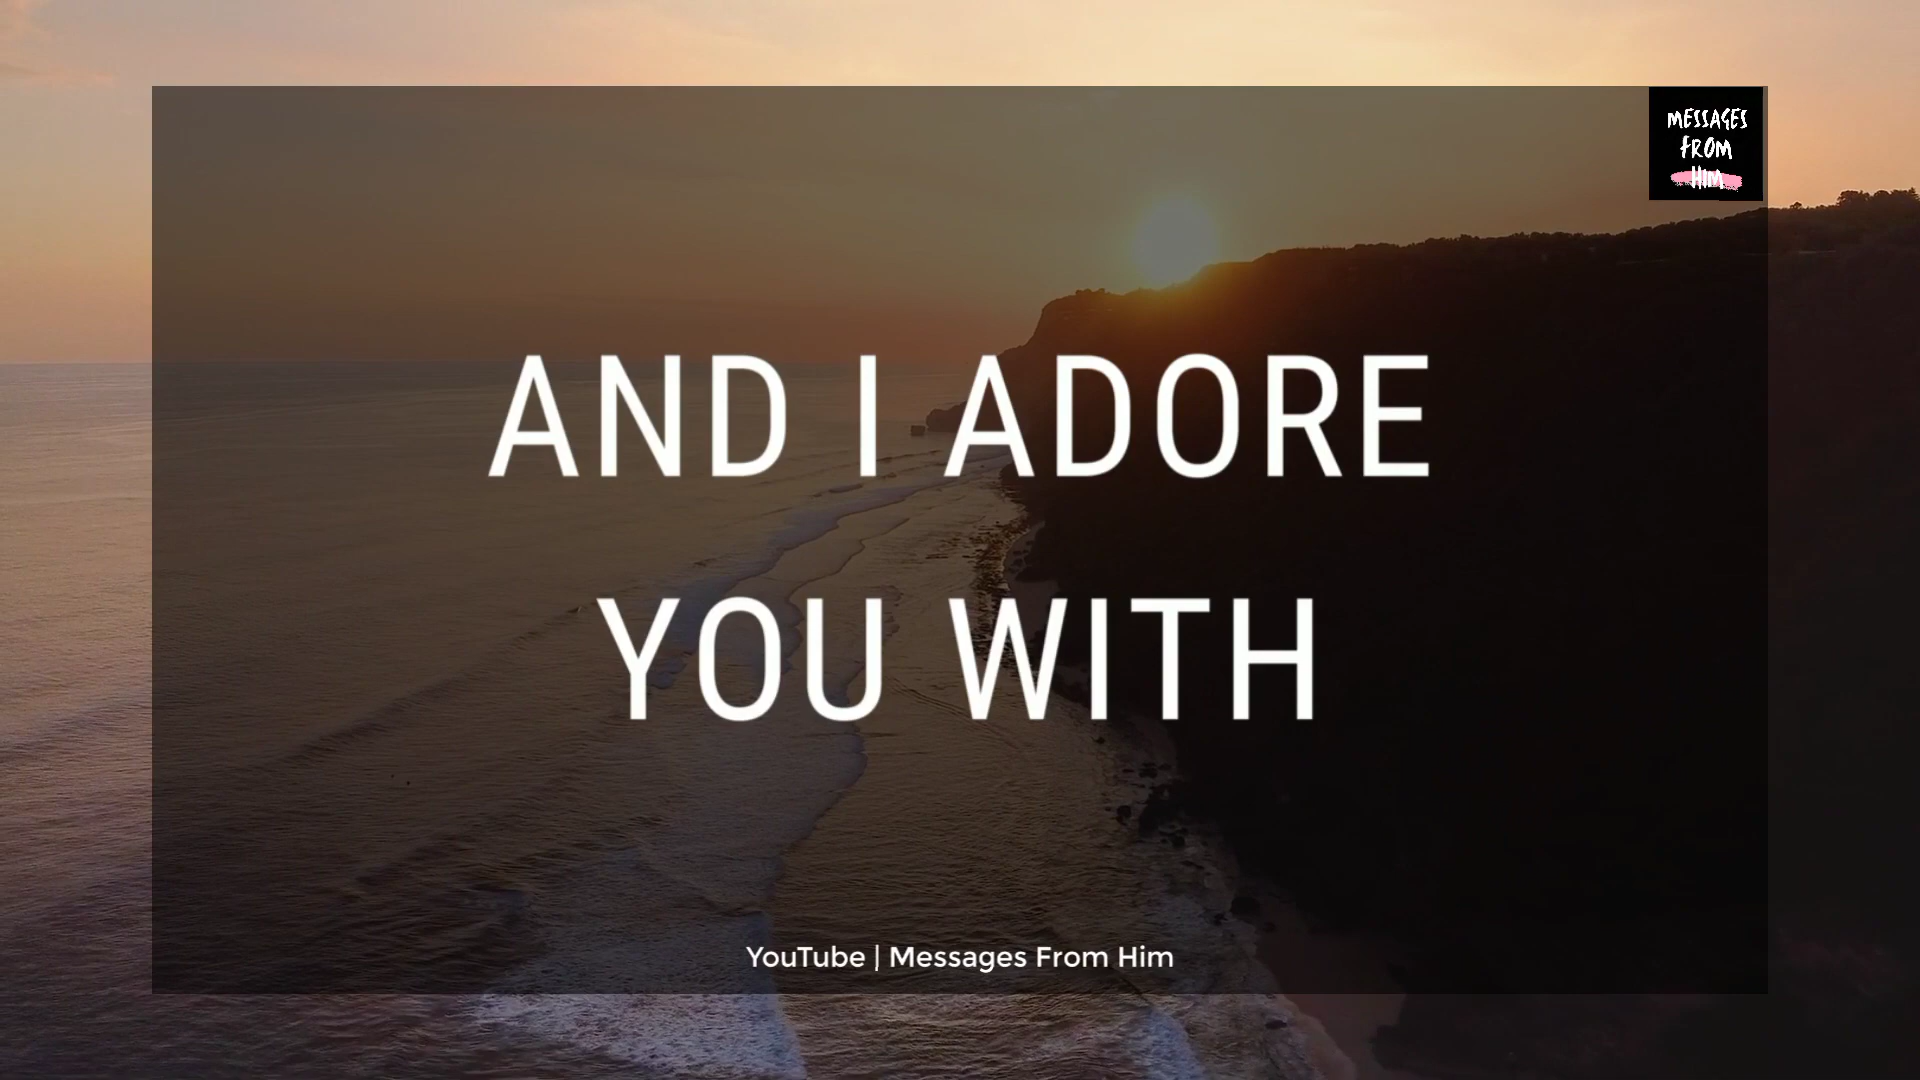 MESSAGES
FROM
HIM
AND I ADORE
YOU WITH
YouTube | Messages From Him